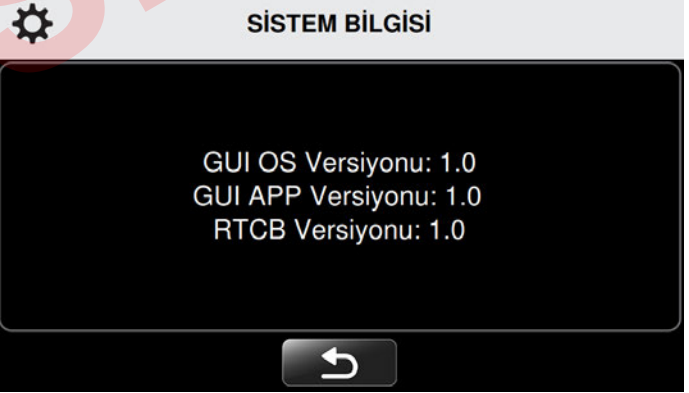 SİSTEM BİLGİSİ
GUI OS Versiyonu: 1.0
GUI APP Versiyonu: 1.0
RTCB Versiyonu: 1.0